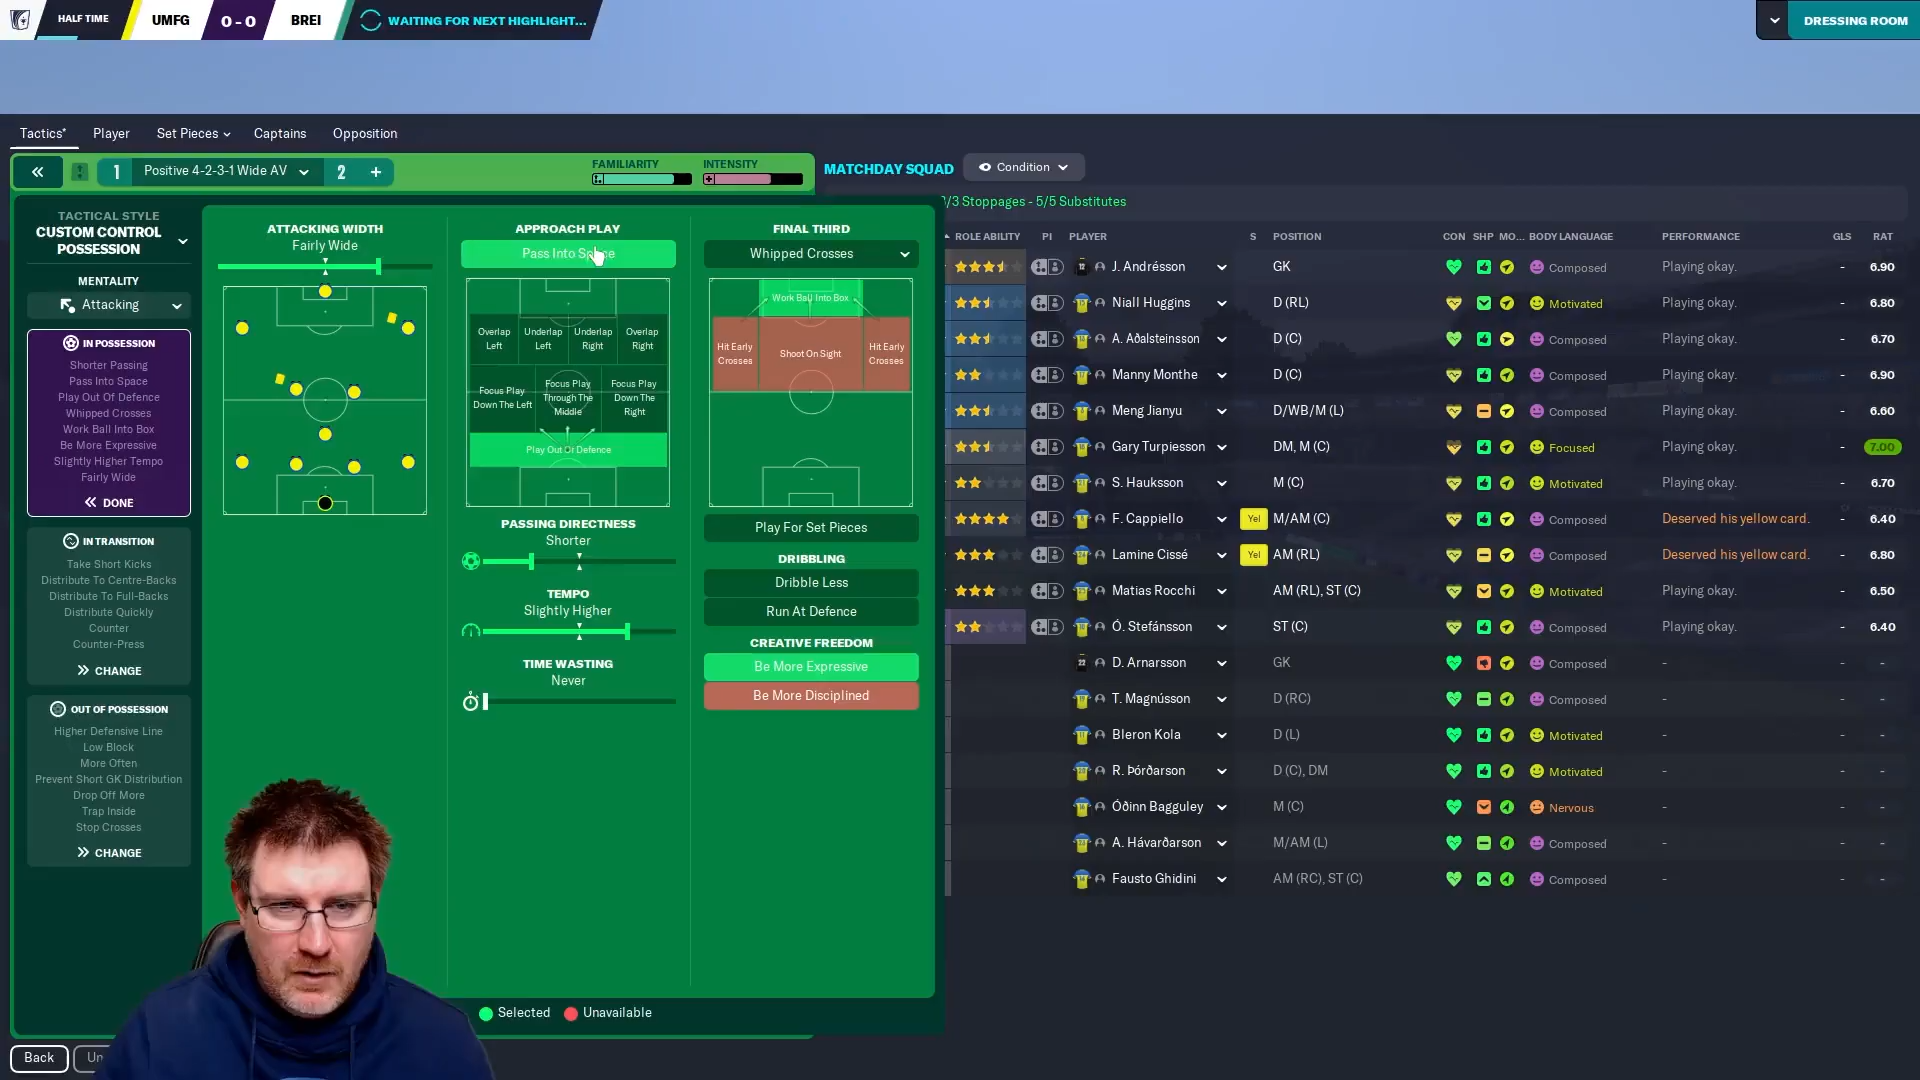 HALF TIME
UMFG
0 - 0
BREI
WAITING FOR NEXT HIGHLIGHT...
DRESSING ROOM
Tactics*
Player
Set Pieces
Captains
Opposition
1
Positive 4-2-3-1 Wide AV
2
+
FAMILIARITY
INTENSITY
MATCHDAY SQUAD
Condition
/3 Stoppages - 5/5 Substitutes
TACTICAL STYLE
CUSTOM CONTROL
POSSESSION
MENTALITY
Attacking
IN POSSESSION
Shorter Passing
Pass Into Space
Play Out Of Defence
Whipped Crosses
Work Ball Into Box
Be More Expressive
Slightly Higher Tempo
Fairly Wide
DONE
IN TRANSITION
Take Short Kicks
Distribute To Centre-Backs
Distribute To Full-Backs
Distribute Quickly
Counter
Counter-Press
CHANGE
OUT OF POSSESSION
Higher Defensive Line
Low Block
More Often
Prevent Short GK Distribution
Drop Off More
Trap Inside
Stop Crosses
CHANGE
ATTACKING WIDTH
Fairly Wide
APPROACH PLAY
Pass Into Space
Overlap
Left
Underlap
Left
Underlap
Right
Overlap
Right
Focus Play
Down The Left
Focus Play
Through The
Middle
Focus Play
Down The
Right
Play Out Of Defence
PASSING DIRECTNESS
Shorter
TEMPO
Slightly Higher
TIME WASTING
Never
FINAL THIRD
Whipped Crosses
Work Ball Into Box
Hit Early
Crosses
Shoot On Sight
Hit Early
Crosses
Play For Set Pieces
DRIBBLING
Dribble Less
Run At Defence
CREATIVE FREEDOM
Be More Expressive
Be More Disciplined
Selected
Unavailable
Back
Un
ROLE ABILITY PI PLAYER S POSITION CON SHP MO... BODY LANGUAGE PERFORMANCE GLS RAT
J. Andrésson GK Composed Playing okay. - 6.90
Niall Huggins D (RL) Motivated Playing okay. - 6.80
A. Aðalsteinsson D (C) Composed Playing okay. - 6.70
Manny Monthe D (C) Composed Playing okay. - 6.90
Meng Jianyu D/WB/M (L) Composed Playing okay. - 6.60
Gary Turpiesson DM, M (C) Focused Playing okay. - 7.00
S. Hauksson M (C) Motivated Playing okay. - 6.70
F. Cappiello Yel M/AM (C) Composed Deserved his yellow card. - 6.40
Lamine Cissé Yel AM (RL) Composed Deserved his yellow card. - 6.80
Matias Rocchi AM (RL), ST (C) Motivated Playing okay. - 6.50
Ó. Stefánsson ST (C) Composed Playing okay. - 6.40
D. Arnarsson GK Composed - - -
T. Magnússon D (RC) Composed - - -
Bleron Kola D (L) Motivated - - -
R. Þórðarson D (C), DM Motivated - - -
Óðinn Bagguley M (C) Nervous - - -
A. Hávarðarson M/AM (L) Composed - - -
Fausto Ghidini AM (RC), ST (C) Composed - - -